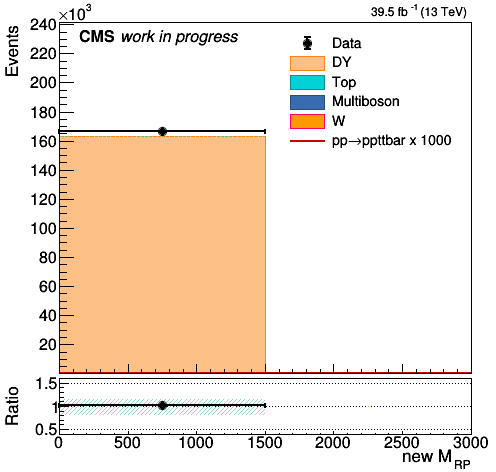 ×10³
39.5 fb⁻¹ (13 TeV)
CMS work in progress
Events
240
220
200
180
160
140
120
100
80
60
40
20
Data
DY
Top
Multiboson
W
pp→ppttbar x 1000
Ratio
1.5
1
0.5
0 500 1000 1500 2000 2500 3000
new M_RP